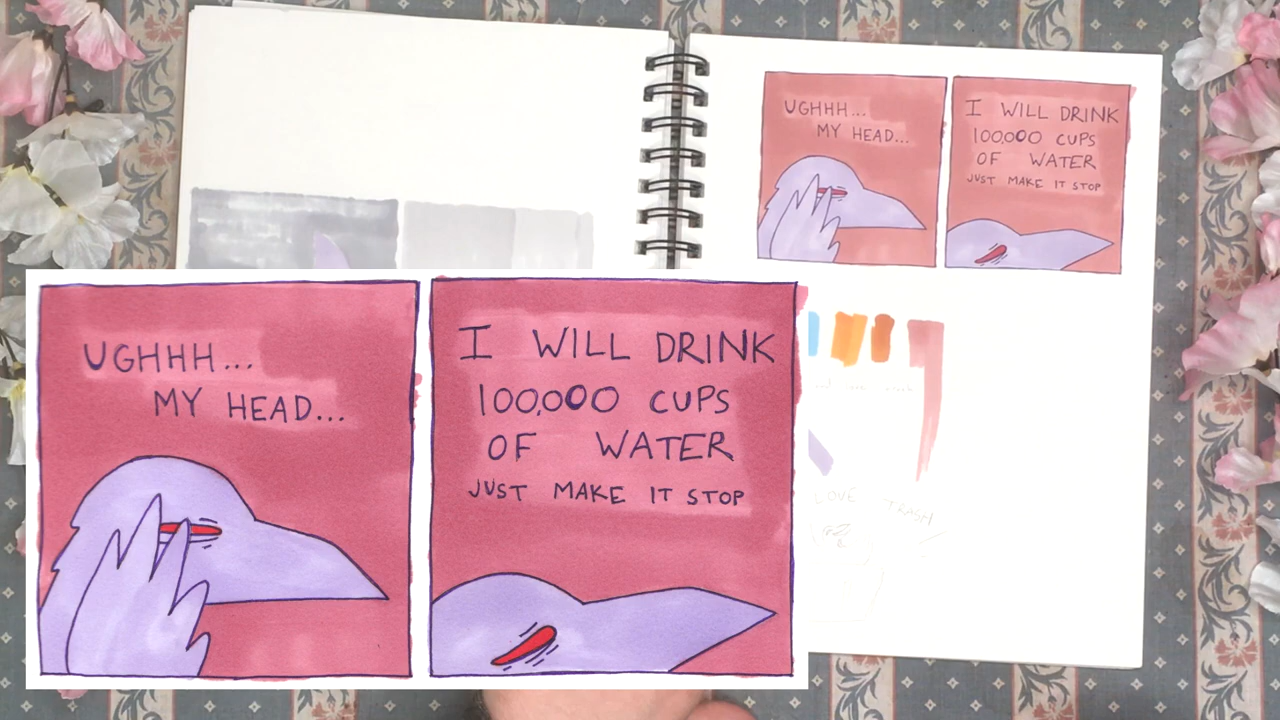 UGHHH...
MY HEAD...
I WILL DRINK
100,000 CUPS
OF WATER
JUST MAKE IT STOP
UGHHH...
MY HEAD...
I WILL DRINK
100,000 CUPS
OF WATER
JUST MAKE IT STOP
LOVE TRASH